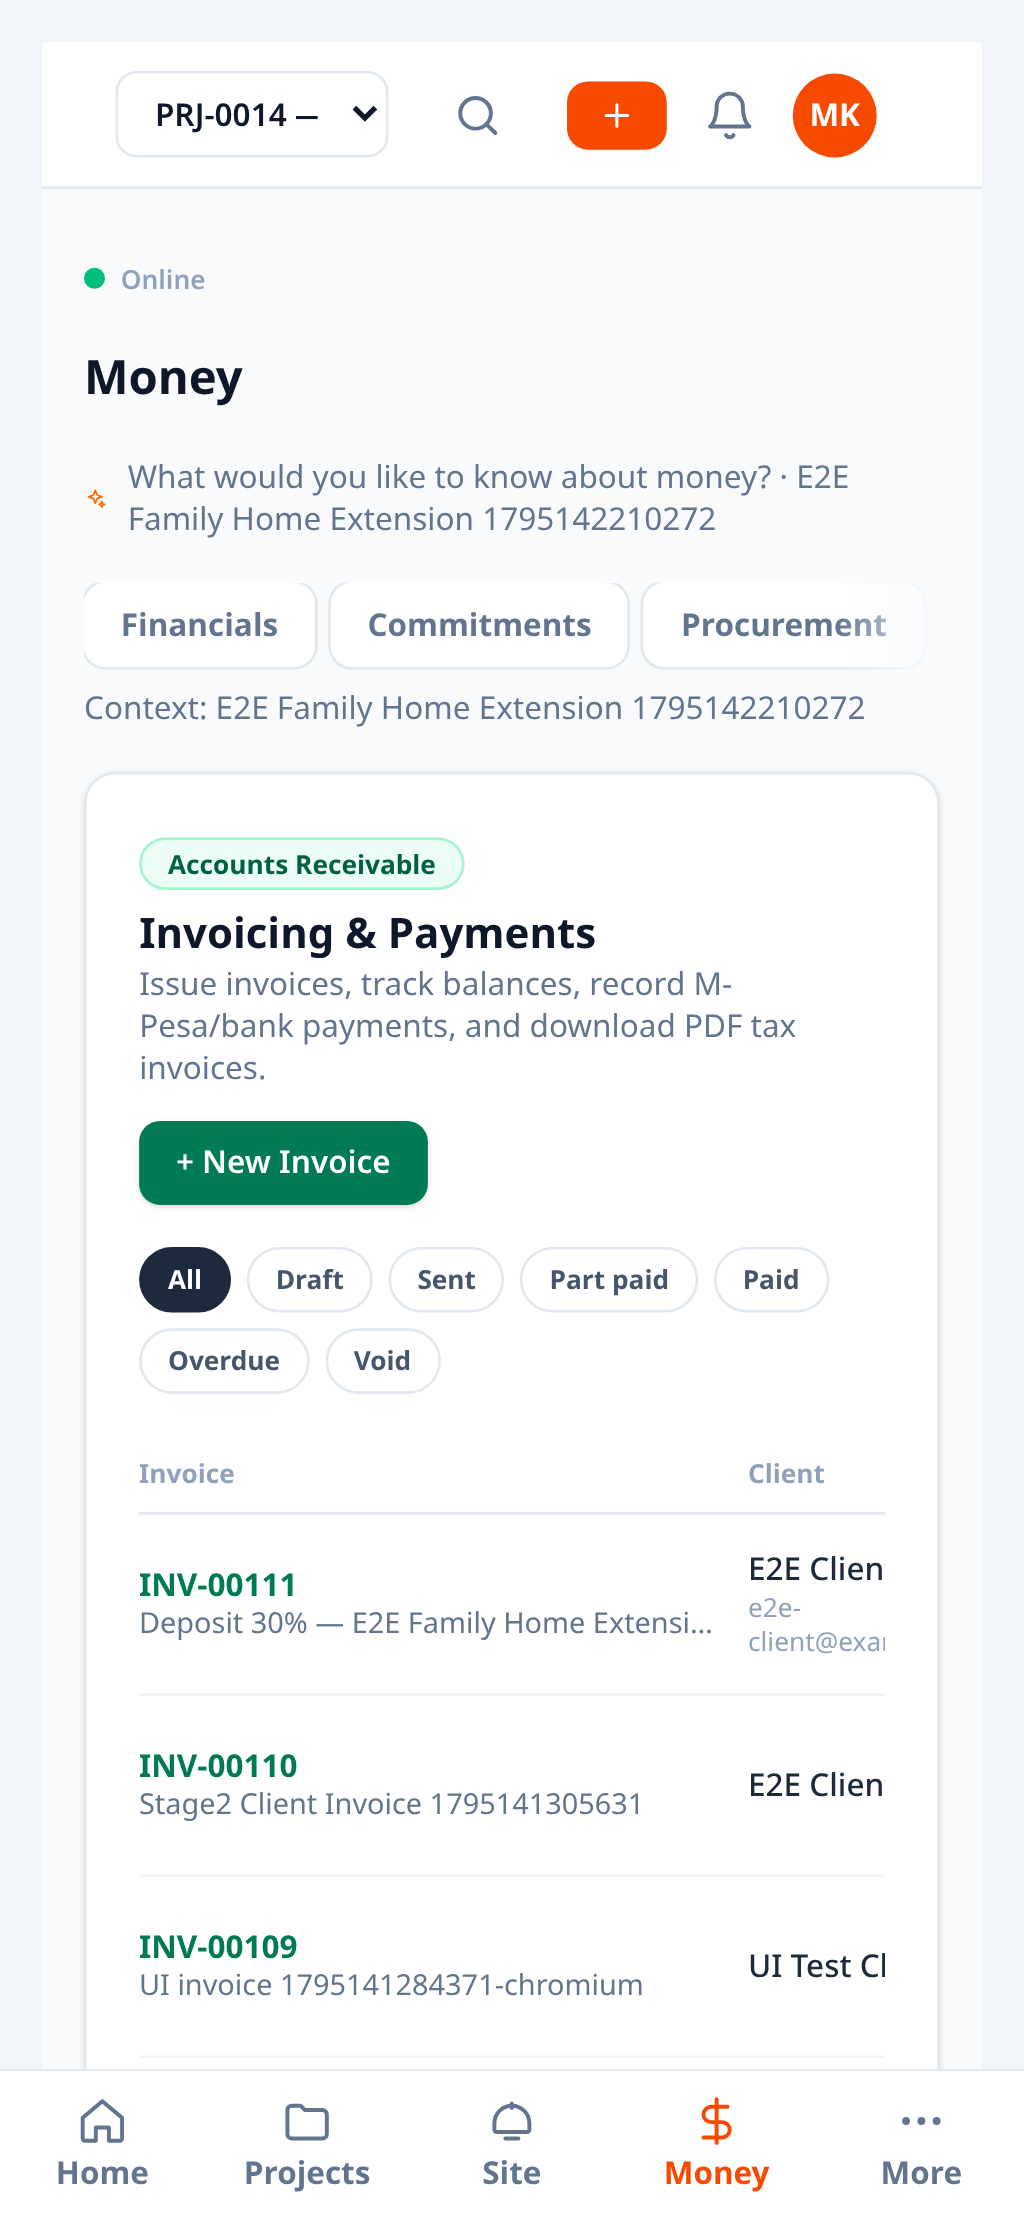 PRJ-0014 —
MK
Online
Money
What would you like to know about money? · E2E
Family Home Extension 1795142210272
Financials
Commitments
Procurement
Context: E2E Family Home Extension 1795142210272
Accounts Receivable
Invoicing & Payments
Issue invoices, track balances, record M-
Pesa/bank payments, and download PDF tax
invoices.
+ New Invoice
All
Draft
Sent
Part paid
Paid
Overdue
Void
Invoice
Client
INV-00111
Deposit 30% — E2E Family Home Extensi...
E2E Clien
e2e-
client@exa
INV-00110
Stage2 Client Invoice 1795141305631
E2E Clien
INV-00109
UI invoice 1795141284371-chromium
UI Test Cl
Home
Projects
Site
Money
More